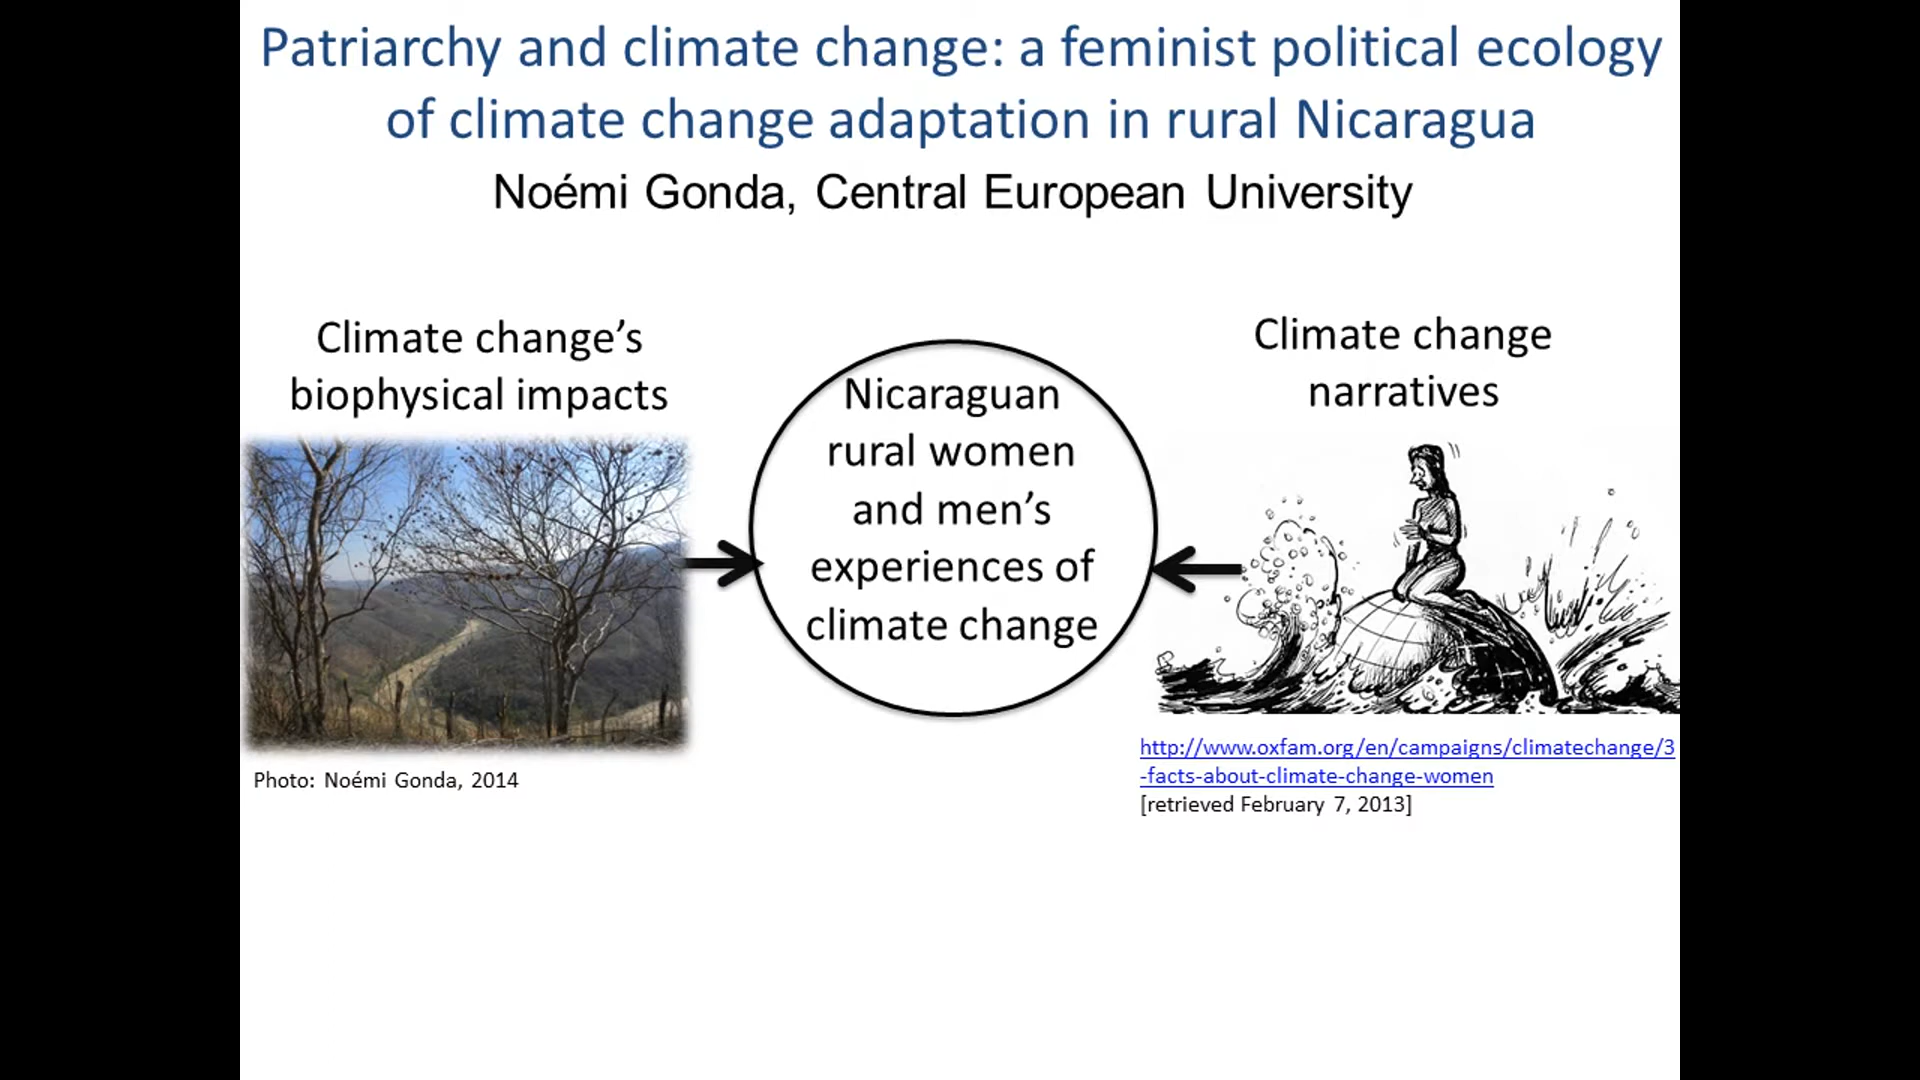 Patriarchy and climate change: a feminist political ecology
of climate change adaptation in rural Nicaragua
Noémi Gonda, Central European University
Climate change’s
biophysical impacts
Photo: Noémi Gonda, 2014
Nicaraguan
rural women
and men’s
experiences of
climate change
Climate change
narratives
http://www.oxfam.org/en/campaigns/climatechange/3
-facts-about-climate-change-women
[retrieved February 7, 2013]